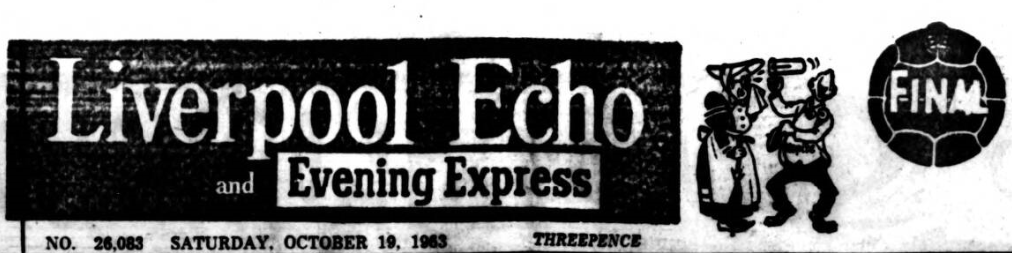 Liverpool Echo
and Evening Express
FINAL
NO. 26,083 SATURDAY, OCTOBER 19, 1963 THREEPENCE